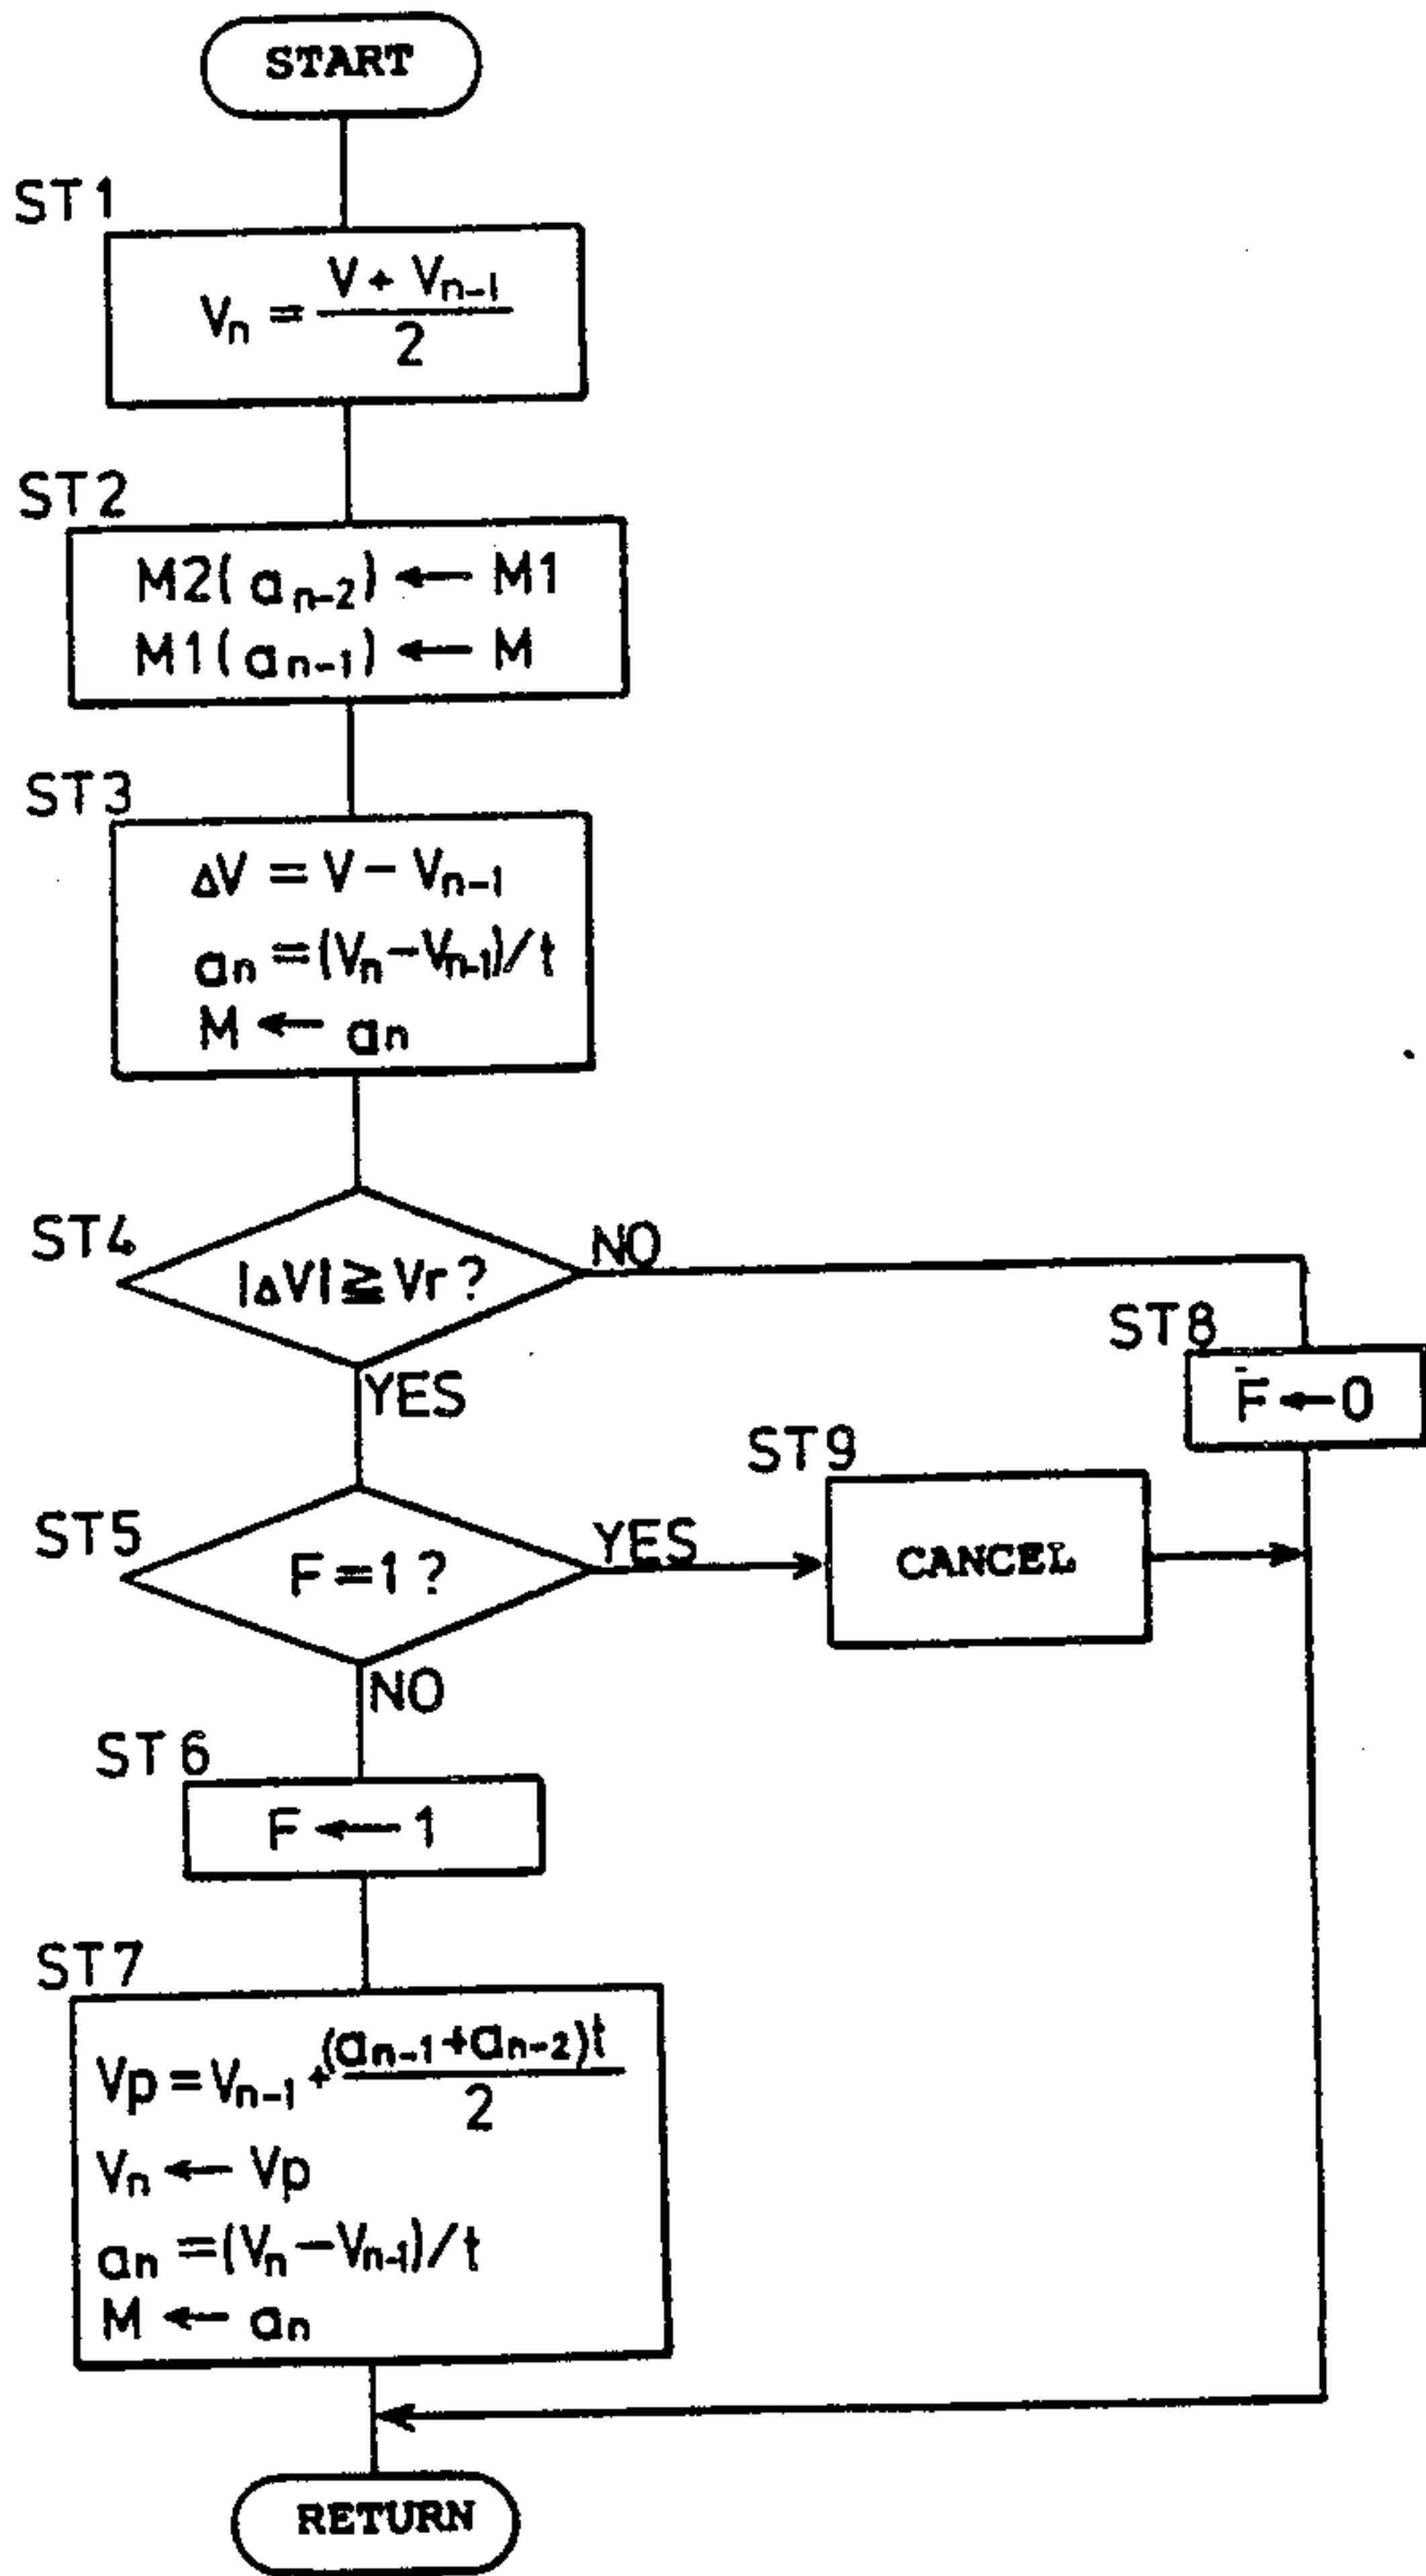 START
ST1
Vn = (V + Vn-1) / 2
ST2
M2(an-2) ← M1
M1(an-1) ← M
ST3
ΔV = V − Vn-1
an = (Vn − Vn-1)/t
M ← an
ST4
|ΔV| ≧ Vr ?
NO
YES
ST8
F ← 0
ST5
F = 1 ?
YES
ST9
CANCEL
NO
ST6
F ← 1
ST7
Vp = Vn-1 + (an-1 + an-2)t / 2
Vn ← Vp
an = (Vn − Vn-1)/t
M ← an
RETURN